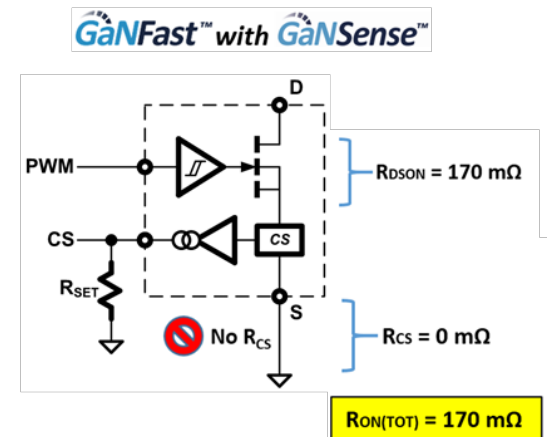 GaNFast™ with GaNSense™
D
PWM
RDSON = 170 mΩ
CS
CS
RSET
S
No RCS
RCS = 0 mΩ
RON(TOT) = 170 mΩ